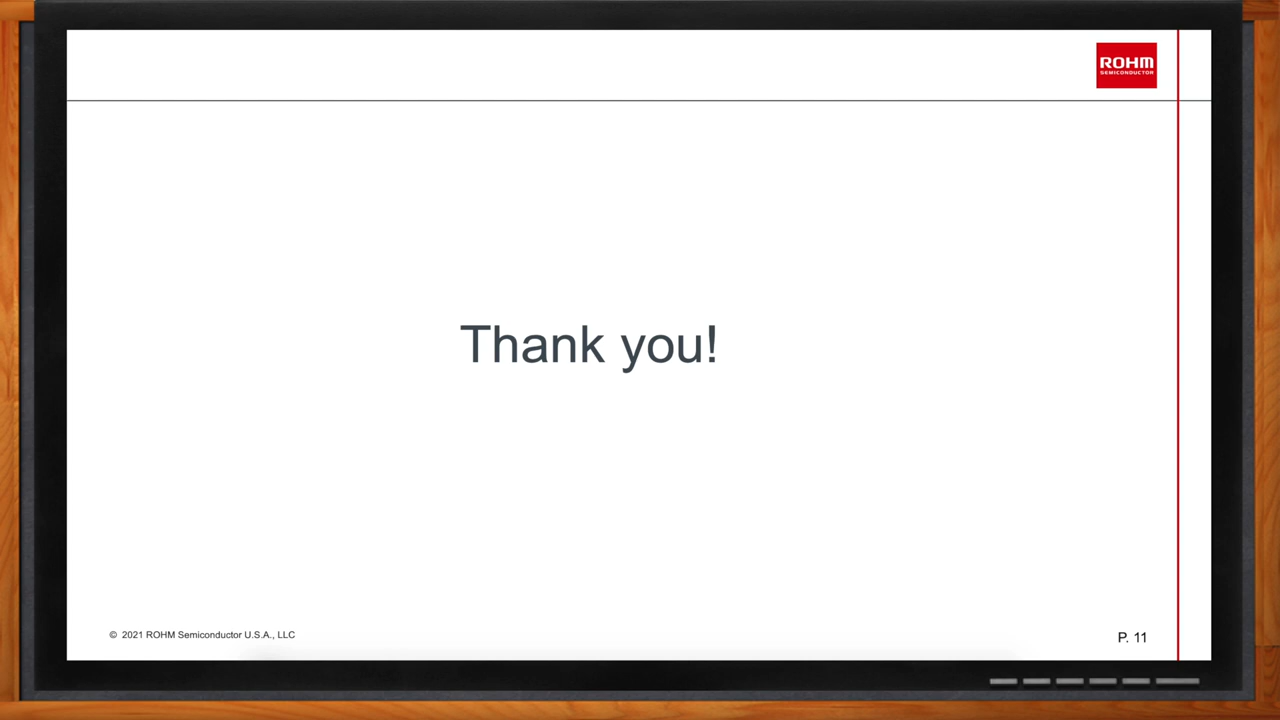 ROHM
SEMICONDUCTOR
Thank you!
© 2021 ROHM Semiconductor U.S.A., LLC
P. 11